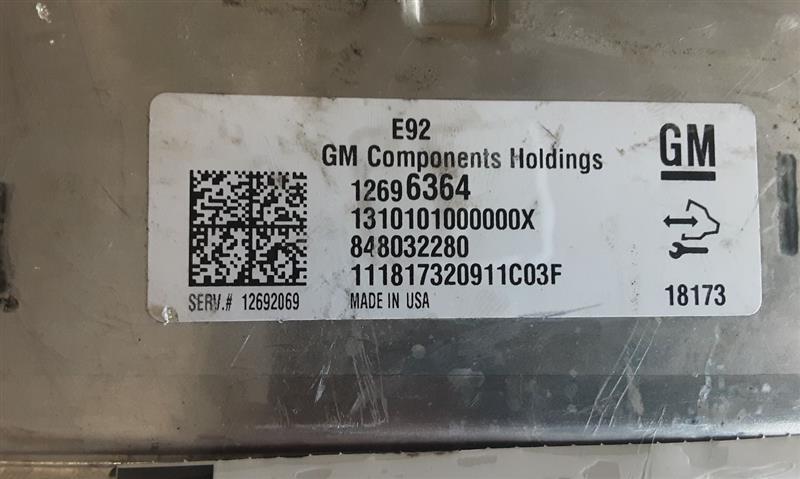 E92
GM Components Holdings
GM
12696364
1310101000000X
848032280
111817320911C03F
SERV.# 12692069
MADE IN USA
18173